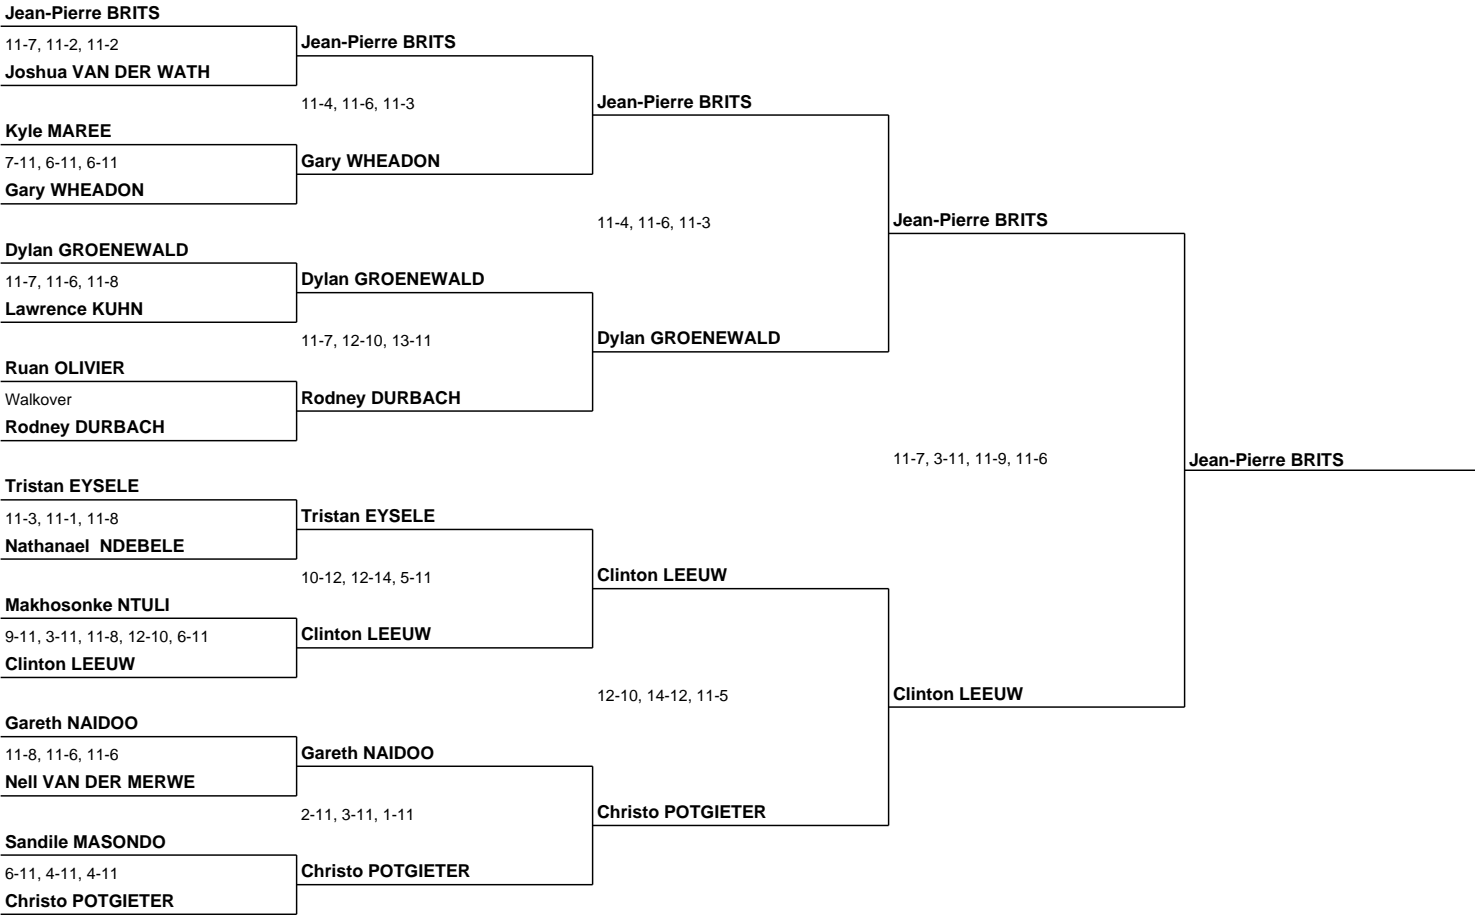 Jean-Pierre BRITS
11-7, 11-2, 11-2
Joshua VAN DER WATH
Kyle MAREE
7-11, 6-11, 6-11
Gary WHEADON
Dylan GROENEWALD
11-7, 11-6, 11-8
Lawrence KUHN
Ruan OLIVIER
Walkover
Rodney DURBACH
Tristan EYSELE
11-3, 11-1, 11-8
Nathanael  NDEBELE
Makhosonke NTULI
9-11, 3-11, 11-8, 12-10, 6-11
Clinton LEEUW
Gareth NAIDOO
11-8, 11-6, 11-6
Nell VAN DER MERWE
Sandile MASONDO
6-11, 4-11, 4-11
Christo POTGIETER
Jean-Pierre BRITS
11-4, 11-6, 11-3
Gary WHEADON
Dylan GROENEWALD
11-7, 12-10, 13-11
Rodney DURBACH
Tristan EYSELE
10-12, 12-14, 5-11
Clinton LEEUW
Gareth NAIDOO
2-11, 3-11, 1-11
Christo POTGIETER
Jean-Pierre BRITS
11-4, 11-6, 11-3
Dylan GROENEWALD
Clinton LEEUW
12-10, 14-12, 11-5
Christo POTGIETER
Jean-Pierre BRITS
11-7, 3-11, 11-9, 11-6
Clinton LEEUW
Jean-Pierre BRITS